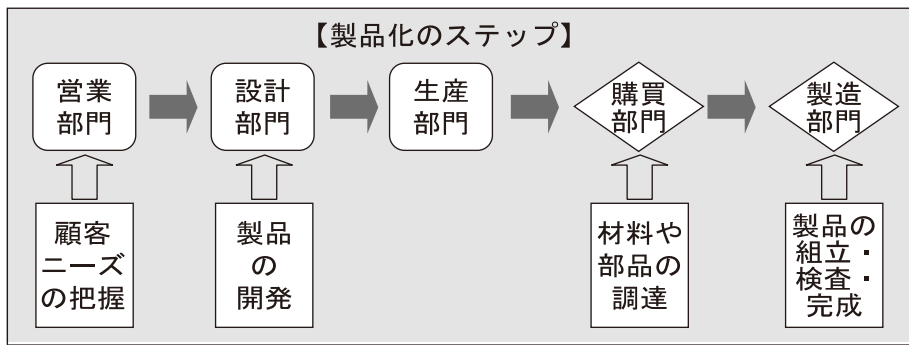 【製品化のステップ】
営業
部門
設計
部門
生産
部門
購買
部門
製造
部門
顧客
ニーズ
の把握
製品
の
開発
材料や
部品の
調達
製品の
組立・
検査・
完成